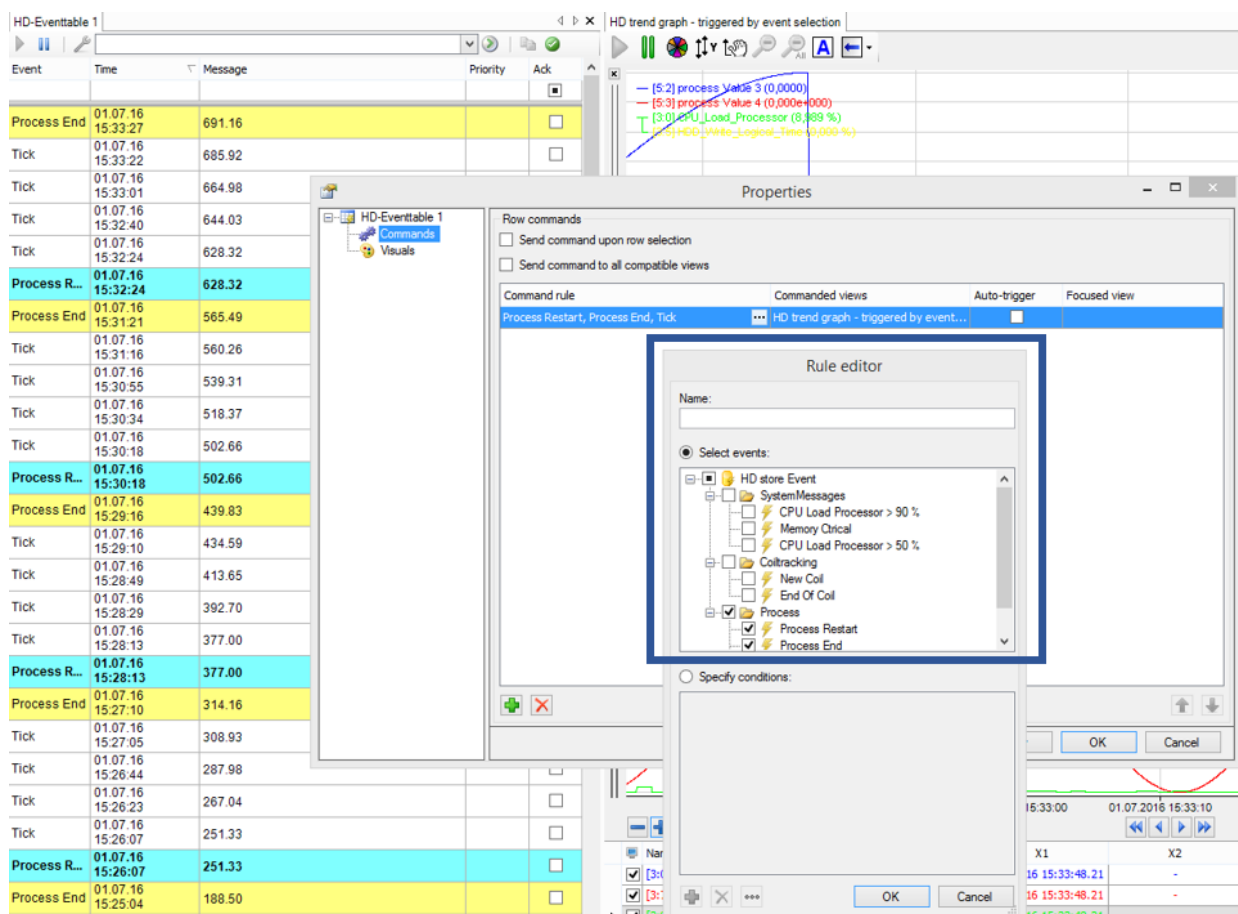 HD-Eventtable 1
Event Time Message Priority Ack
Process End 01.07.16 15:33:27 691.16
Tick 01.07.16 15:33:22 685.92
Tick 01.07.16 15:33:01 664.98
Tick 01.07.16 15:32:40 644.03
Tick 01.07.16 15:32:24 628.32
Process R... 01.07.16 15:32:24 628.32
Process End 01.07.16 15:31:21 565.49
Tick 01.07.16 15:31:16 560.26
Tick 01.07.16 15:30:55 539.31
Tick 01.07.16 15:30:34 518.37
Tick 01.07.16 15:30:18 502.66
Process R... 01.07.16 15:30:18 502.66
Process End 01.07.16 15:29:16 439.83
Tick 01.07.16 15:29:10 434.59
Tick 01.07.16 15:28:49 413.65
Tick 01.07.16 15:28:29 392.70
Tick 01.07.16 15:28:13 377.00
Process R... 01.07.16 15:28:13 377.00
Process End 01.07.16 15:27:10 314.16
Tick 01.07.16 15:27:05 308.93
Tick 01.07.16 15:26:44 287.98
Tick 01.07.16 15:26:23 267.04
Tick 01.07.16 15:26:07 251.33
Process R... 01.07.16 15:26:07 251.33
Process End 01.07.16 15:25:04 188.50
HD trend graph - triggered by event selection
Y All A
[5:2] process Value 3 (0,0000)
[5:3] process Value 4 (0,000e+000)
[3:0] CPU_Load_Processor (8,989 %)
HDD_Write_Logical_Time (0,000 %)
Properties
HD-Eventtable 1
Commands
Visuals
Row commands
Send command upon row selection
Send command to all compatible views
Command rule Commanded views Auto-trigger Focused view
Process Restart, Process End, Tick ... HD trend graph - triggered by event...
Rule editor
Name:
Select events:
HD store Event
SystemMessages
CPU Load Processor > 90 %
Memory Ctrical
CPU Load Processor > 50 %
Coiltracking
New Coil
End Of Coil
Process
Process Restart
Process End
Specify conditions:
OK Cancel
OK Cancel
15:33:00 01.07.2016 15:33:10
X1 X2
[3:0 16 15:33:48.21 -
[3: 16 15:33:48.21 -